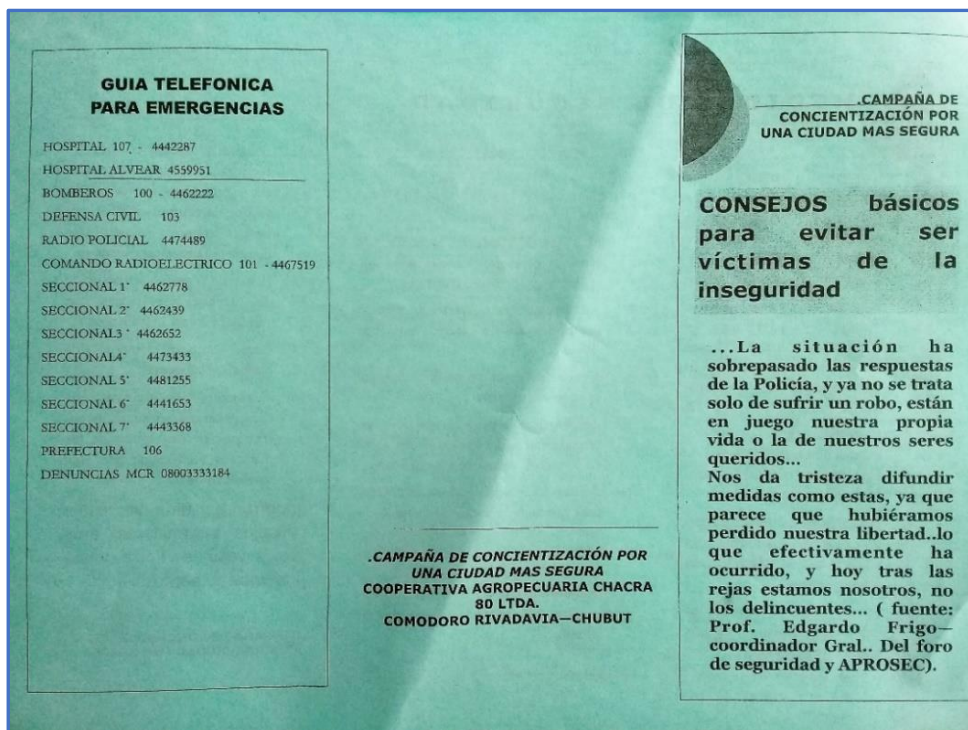 GUIA TELEFONICA
PARA EMERGENCIAS
HOSPITAL 107 - 4442287
HOSPITAL ALVEAR 4559951
BOMBEROS 100 - 4462222
DEFENSA CIVIL 103
RADIO POLICIAL 4474489
COMANDO RADIOELECTRICO 101 - 4467519
SECCIONAL 1° 4462778
SECCIONAL 2° 4462439
SECCIONAL3 ° 4462652
SECCIONAL4° 4473433
SECCIONAL 5° 4481255
SECCIONAL 6° 4441653
SECCIONAL 7° 4443368
PREFECTURA 106
DENUNCIAS MCR 08003333184
.CAMPAÑA DE CONCIENTIZACIÓN POR
UNA CIUDAD MAS SEGURA
COOPERATIVA AGROPECUARIA CHACRA
80 LTDA.
COMODORO RIVADAVIA—CHUBUT
.CAMPAÑA DE
CONCIENTIZACIÓN POR
UNA CIUDAD MAS SEGURA
CONSEJOS básicos
para evitar ser
víctimas de la
inseguridad
...La situación ha
sobrepasado las respuestas
de la Policía, y ya no se trata
solo de sufrir un robo, están
en juego nuestra propia
vida o la de nuestros seres
queridos...
Nos da tristeza difundir
medidas como estas, ya que
parece que hubiéramos
perdido nuestra libertad..lo
que efectivamente ha
ocurrido, y hoy tras las
rejas estamos nosotros, no
los delincuentes... ( fuente:
Prof. Edgardo Frigo—
coordinador Gral.. Del foro
de seguridad y APROSEC).